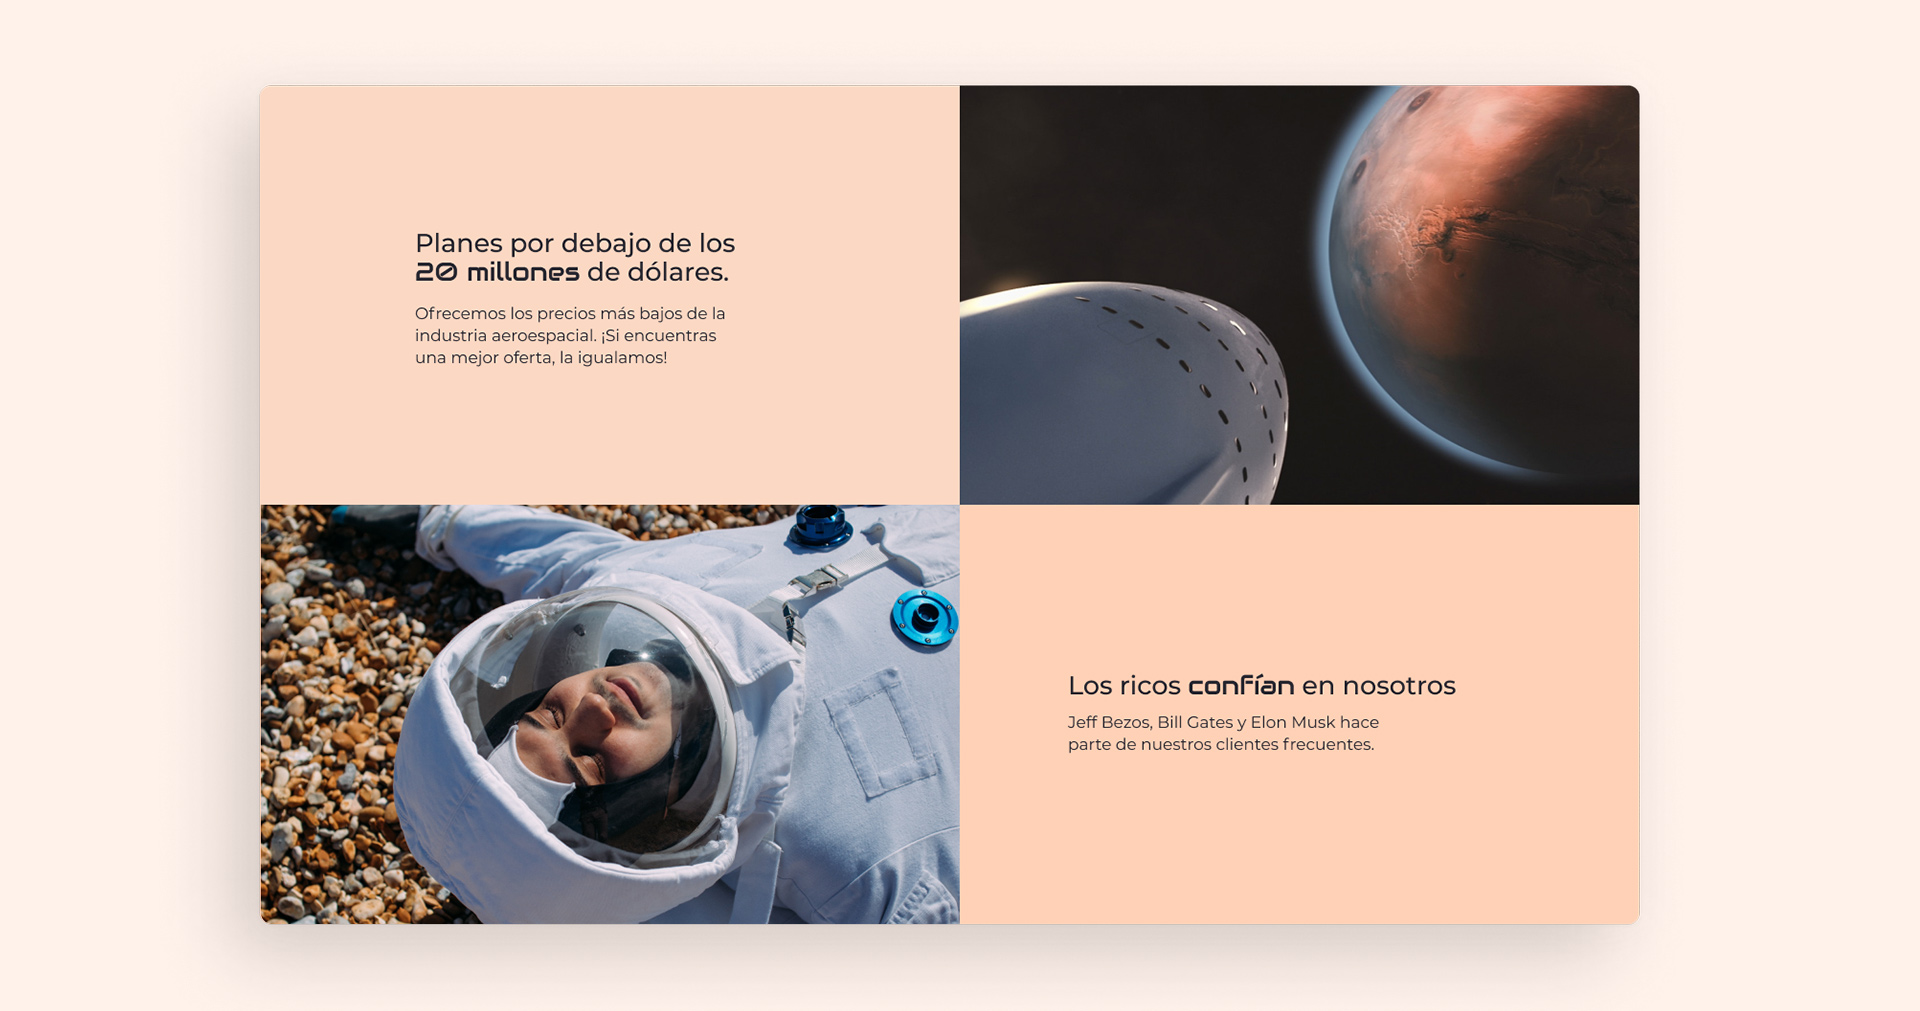 Planes por debajo de los
20 millones de dólares.
Ofrecemos los precios más bajos de la
industria aeroespacial. ¡Si encuentras
una mejor oferta, la igualamos!
Los ricos confían en nosotros
Jeff Bezos, Bill Gates y Elon Musk hace
parte de nuestros clientes frecuentes.